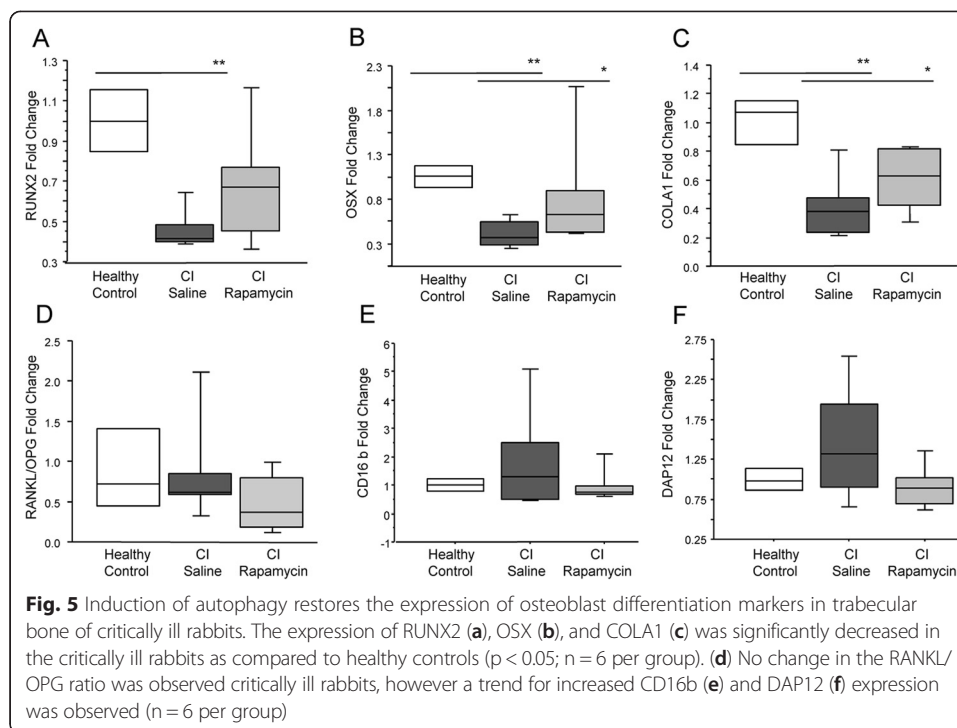 A
B
C
** 
** *
** *
RUNX2 Fold Change
1.3
1.1
0.9
0.7
0.5
0.3
OSX Fold Change
2.3
1.8
1.3
0.8
0.3
COLA1 Fold Change
1.4
1.2
1.0
0.8
0.6
0.4
0.2
0.0
Healthy Control CI Saline CI Rapamycin
Healthy Control CI Saline CI Rapamycin
Healthy Control CI Saline CI Rapamycin
D
E
F
RANKL/OPG Fold Change
2.5
2.0
1.5
1.0
0.5
0.0
CD16 b Fold Change
6
5
4
3
2
1
0
-1
DAP12 Fold Change
2.75
2.25
1.75
1.25
0.75
0.25
Healthy Control CI Saline CI Rapamycin
Healthy Control CI Saline CI Rapamycin
Healthy Control CI Saline CI Rapamycin
Fig. 5 Induction of autophagy restores the expression of osteoblast differentiation markers in trabecular
bone of critically ill rabbits. The expression of RUNX2 (a), OSX (b), and COLA1 (c) was significantly decreased in
the critically ill rabbits as compared to healthy controls (p < 0.05; n = 6 per group). (d) No change in the RANKL/
OPG ratio was observed critically ill rabbits, however a trend for increased CD16b (e) and DAP12 (f) expression
was observed (n = 6 per group)